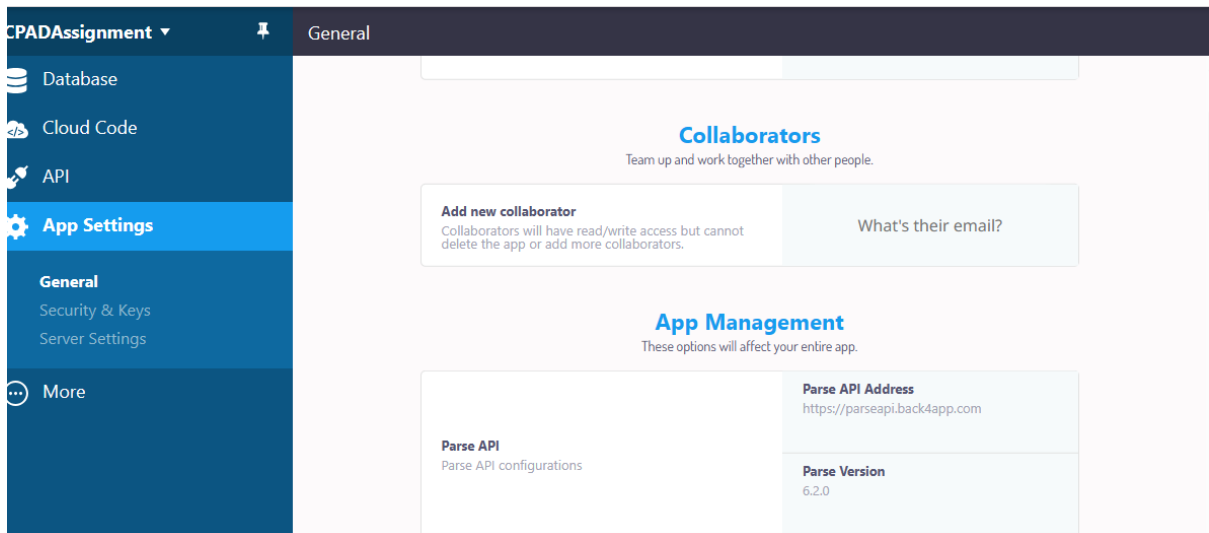 CPADAssignment
General
Database
Cloud Code
API
App Settings
General
Security & Keys
Server Settings
More
Collaborators
Team up and work together with other people.
Add new collaborator
Collaborators will have read/write access but cannot
delete the app or add more collaborators.
What's their email?
App Management
These options will affect your entire app.
Parse API
Parse API configurations
Parse API Address
https://parseapi.back4app.com
Parse Version
6.2.0